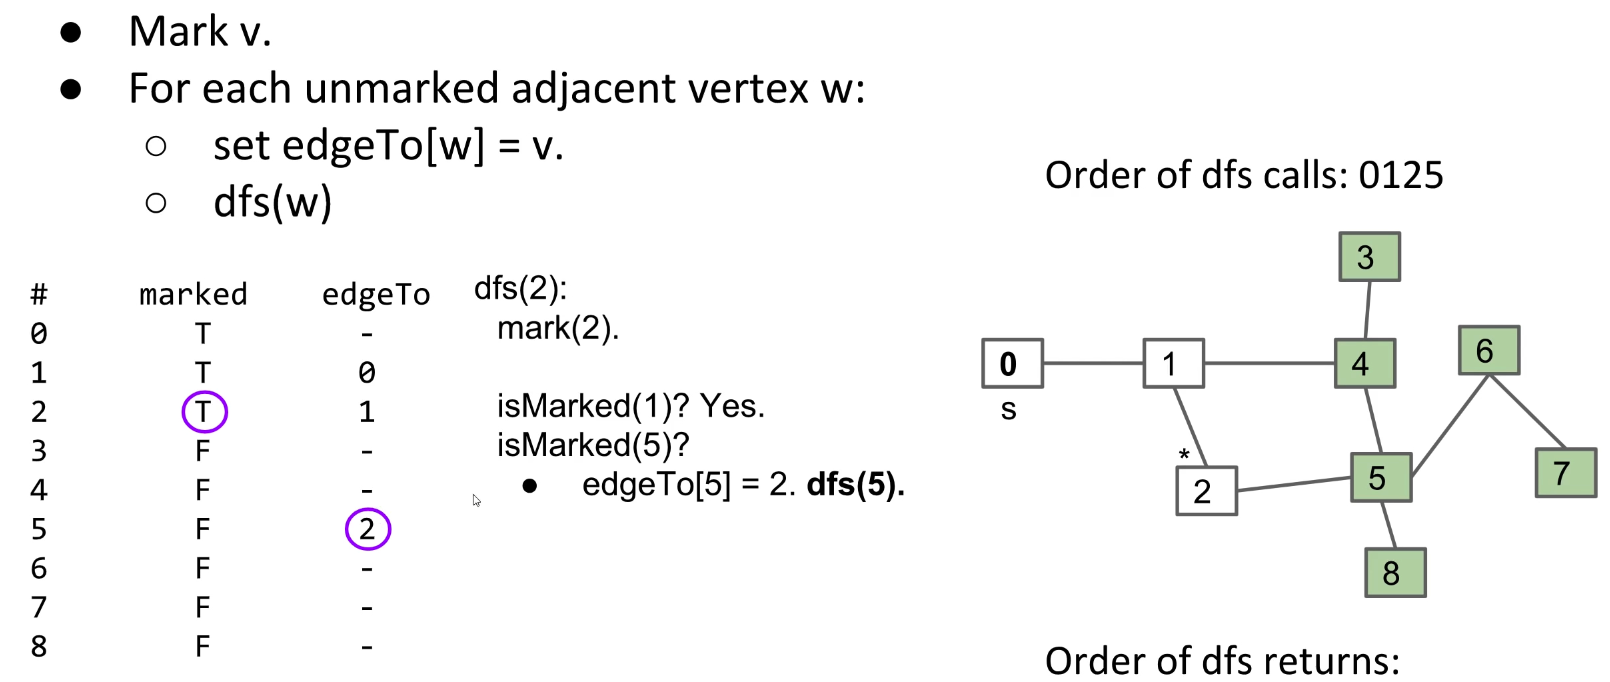 ● Mark v.
● For each unmarked adjacent vertex w:
○ set edgeTo[w] = v.
○ dfs(w)
# marked edgeTo
0 T -
1 T 0
2 T 1
3 F -
4 F -
5 F 2
6 F -
7 F -
8 F -
dfs(2):
mark(2).
isMarked(1)? Yes.
isMarked(5)?
● edgeTo[5] = 2. dfs(5).
Order of dfs calls: 0125
3
0 1 4 6
s
*
2 5 7
8
Order of dfs returns: